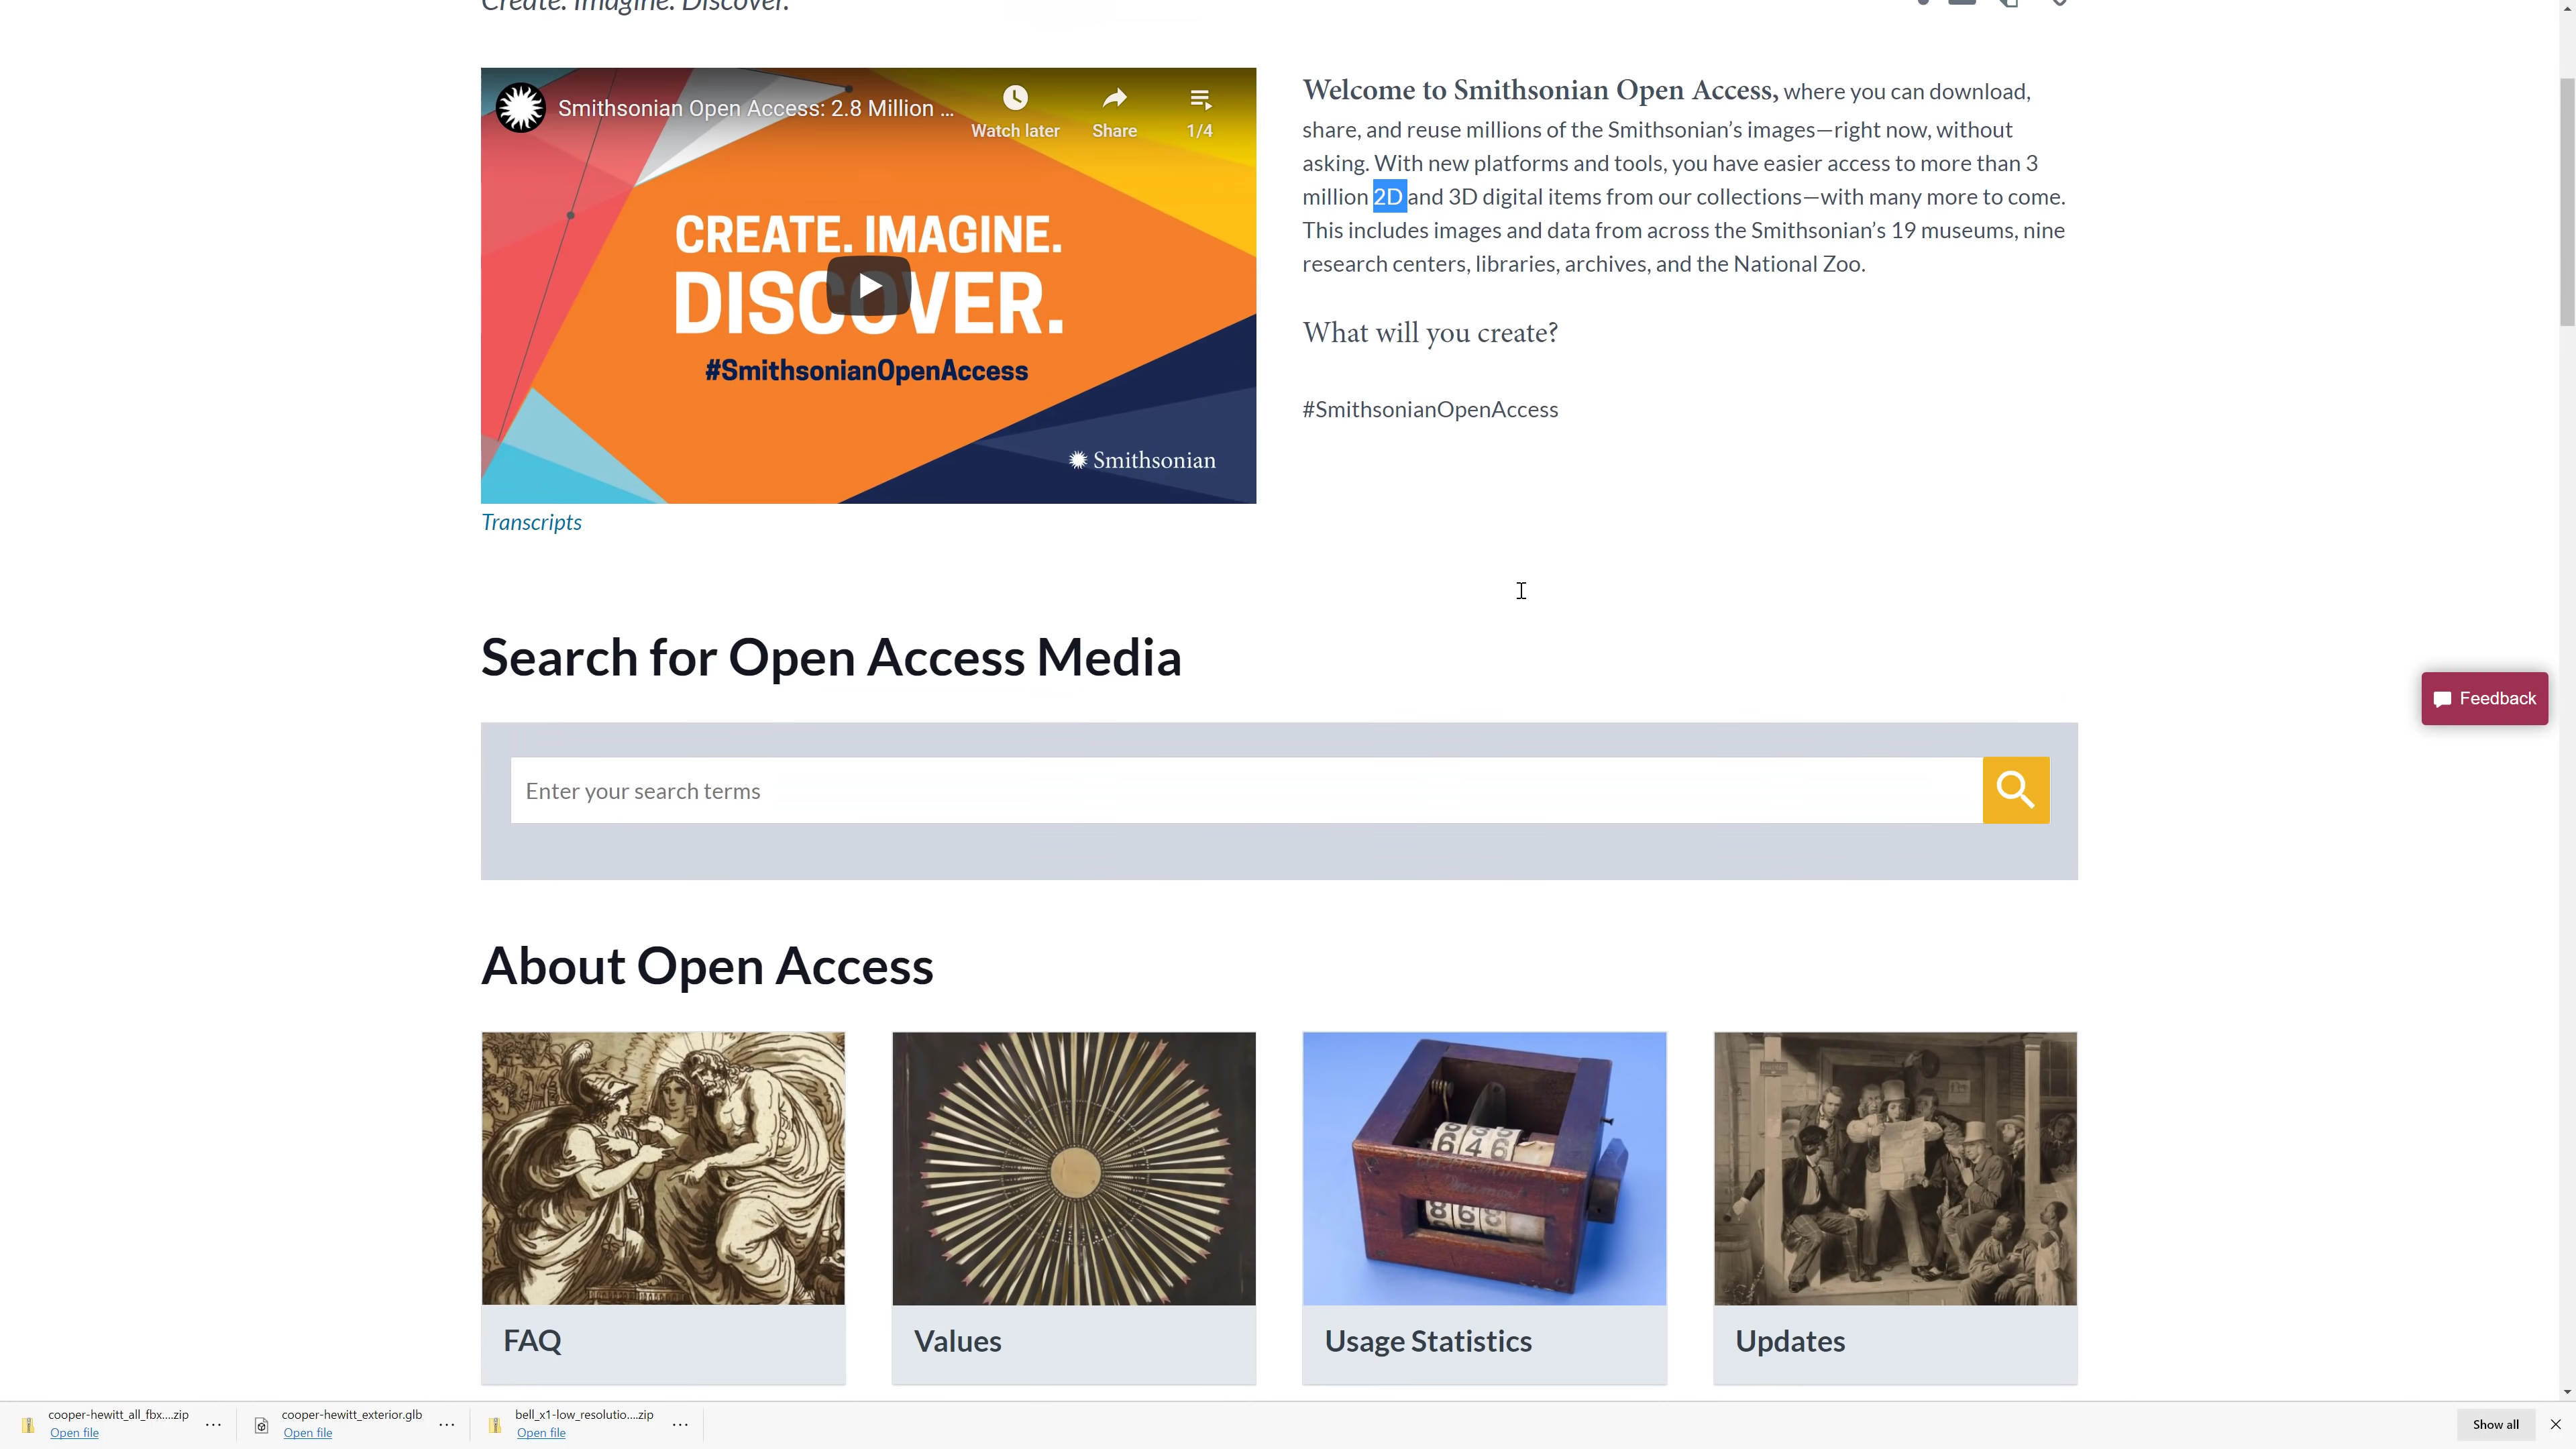 Create. Imagine. Discover.
Smithsonian Open Access: 2.8 Million ...
Watch later
Share
1/4
CREATE. IMAGINE.
DISCOVER.
#SmithsonianOpenAccess
Smithsonian
Transcripts
Welcome to Smithsonian Open Access, where you can download,
share, and reuse millions of the Smithsonian’s images—right now, without
asking. With new platforms and tools, you have easier access to more than 3
million 2D and 3D digital items from our collections—with many more to come.
This includes images and data from across the Smithsonian’s 19 museums, nine
research centers, libraries, archives, and the National Zoo.
What will you create?
#SmithsonianOpenAccess
Search for Open Access Media
Enter your search terms
Feedback
About Open Access
646
868
FAQ
Values
Usage Statistics
Updates
cooper-hewitt_all_fbx....zip
Open file
cooper-hewitt_exterior.glb
Open file
bell_x1-low_resolutio....zip
Open file
Show all